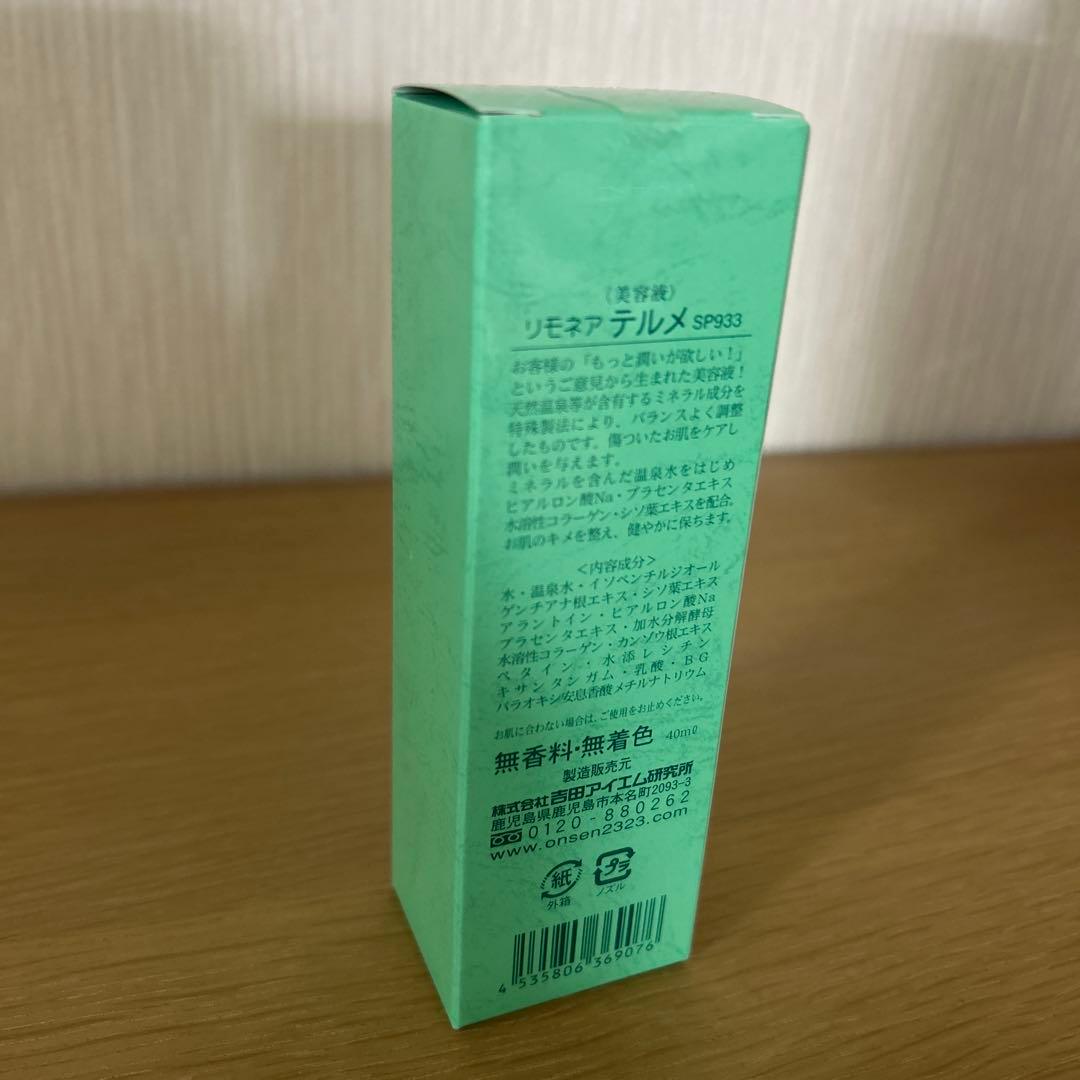 （美容液）
リモネア テルメ SP933
お客様の「もっと潤いが欲しい！」
というご意見から生まれた美容液！
天然温泉等が含有するミネラル成分を
特殊製法により、バランスよく調整
したものです。傷ついたお肌をケアし
潤いを与えます。
ミネラルを含んだ温泉水をはじめ
ヒアルロン酸Na・プラセンタエキス
水溶性コラーゲン・シソ葉エキスを配合。
お肌のキメを整え、健やかに保ちます。
＜内容成分＞
水・温泉水・イソペンチルジオール
ゲンチアナ根エキス・シソ葉エキス
アラントイン・ヒアルロン酸Na
プラセンタエキス・加水分解酵母
水溶性コラーゲン・カンゾウ根エキス
ベタイン・水添レシチン
キサンタンガム・乳酸・BG
パラオキシ安息香酸メチルナトリウム
お肌に合わない場合は、ご使用をお止めください。
無香料・無着色 40mℓ
製造販売元
株式会社 吉田アイエム研究所
鹿児島県鹿児島市本名町2093-3
0120-880262
www.onsen2323.com
紙 プラ
外箱 ノズル
4 535806 369076